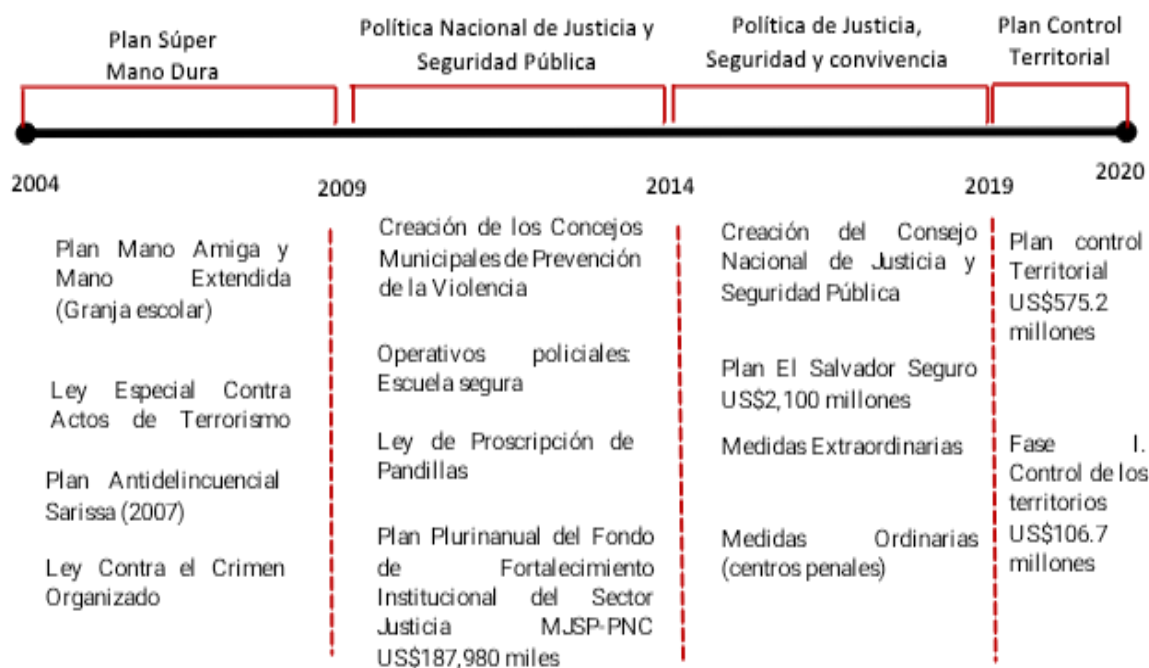 Plan Súper
Mano Dura
Política Nacional de Justicia y
Seguridad Pública
Política de Justicia,
Seguridad y convivencia
Plan Control
Territorial
2004
2009
2014
2019
2020
Plan Mano Amiga y
Mano Extendida
(Granja escolar)
Ley Especial Contra
Actos de Terrorismo
Plan Antidelincuencial
Sarissa (2007)
Ley Contra el Crimen
Organizado
Creación de los Concejos
Municipales de Prevención
de la Violencia
Operativos policiales:
Escuela segura
Ley de Proscripción de
Pandillas
Plan Plurinanual del Fondo
de Fortalecimiento
Institucional del Sector
Justicia MJSP-PNC
US$187,980 miles
Creación del Consejo
Nacional de Justicia y
Seguridad Pública
Plan El Salvador Seguro
US$2,100 millones
Medidas Extraordinarias
Medidas Ordinarias
(centros penales)
Plan control
Territorial
US$575.2
millones
Fase I.
Control de los
territorios
US$106.7
millones